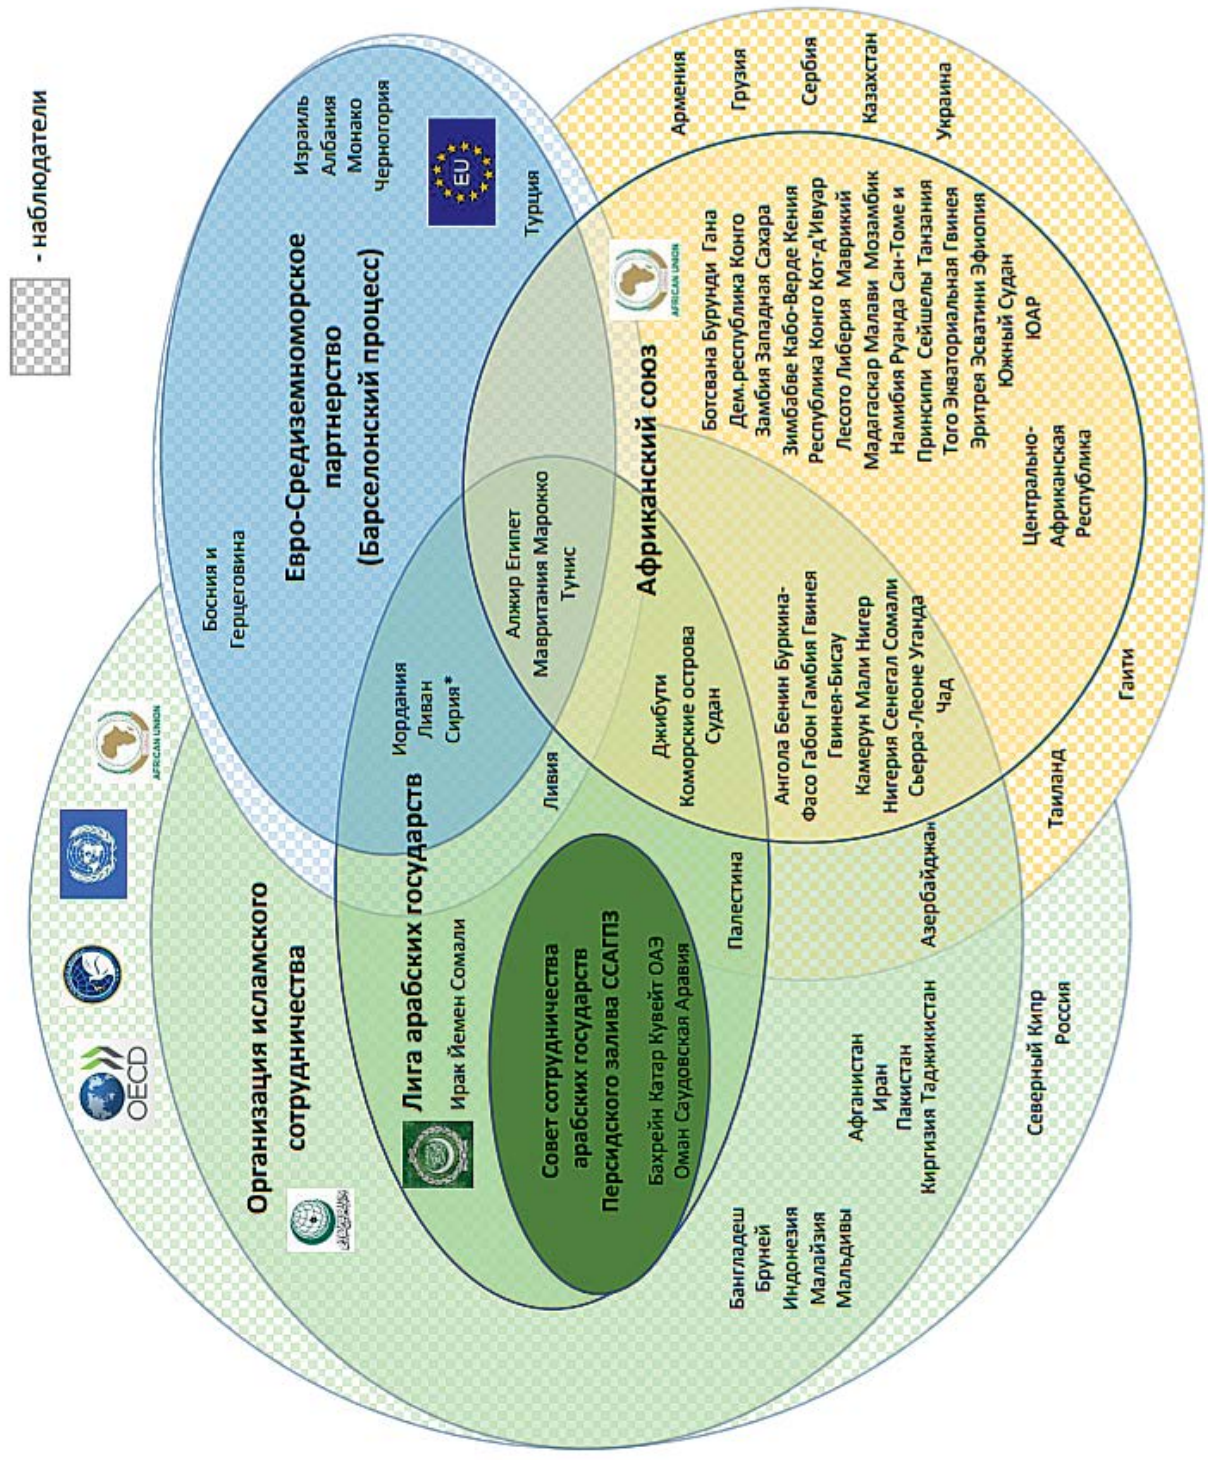 - наблюдатели
OECD
AFRICAN UNION
Организация исламского
сотрудничества
Босния и
Герцеговина
Евро-Средиземноморское
партнерство
(Барселонский процесс)
Израиль
Албания
Монако
Черногория
EU
Турция
Иордания
Ливан
Сирия*
Лига арабских государств
Ирак Йемен Сомали
Ливия
Алжир Египет
Мавритания Марокко
Тунис
Совет сотрудничества
арабских государств
Персидского залива ССАГПЗ
Бахрейн Катар Кувейт ОАЭ
Оман Саудовская Аравия
Палестина
Джибути
Коморские острова
Судан
Африканский союз
AFRICAN UNION
Армения
Грузия
Сербия
Казахстан
Украина
Ботсвана Бурунди Гана
Дем.республика Конго
Замбия Западная Сахара
Зимбабве Кабо-Верде Кения
Республика Конго Кот-д'Ивуар
Лесото Либерия Маврикий
Мадагаскар Малави Мозамбик
Намибия Руанда Сан-Томе и
Принсипи Сейшелы Танзания
Того Экваториальная Гвинея
Эритрея Эсватини Эфиопия
Южный Судан
ЮАР
Центрально-
Африканская
Республика
Ангола Бенин Буркина-
Фасо Габон Гамбия Гвинея
Гвинея-Бисау
Камерун Мали Нигер
Нигерия Сенегал Сомали
Сьерра-Леоне Уганда
Чад
Азербайджан
Бангладеш
Бруней
Индонезия
Малайзия
Мальдивы
Афганистан
Иран
Пакистан
Киргизия Таджикистан
Северный Кипр
Россия
Таиланд
Гаити